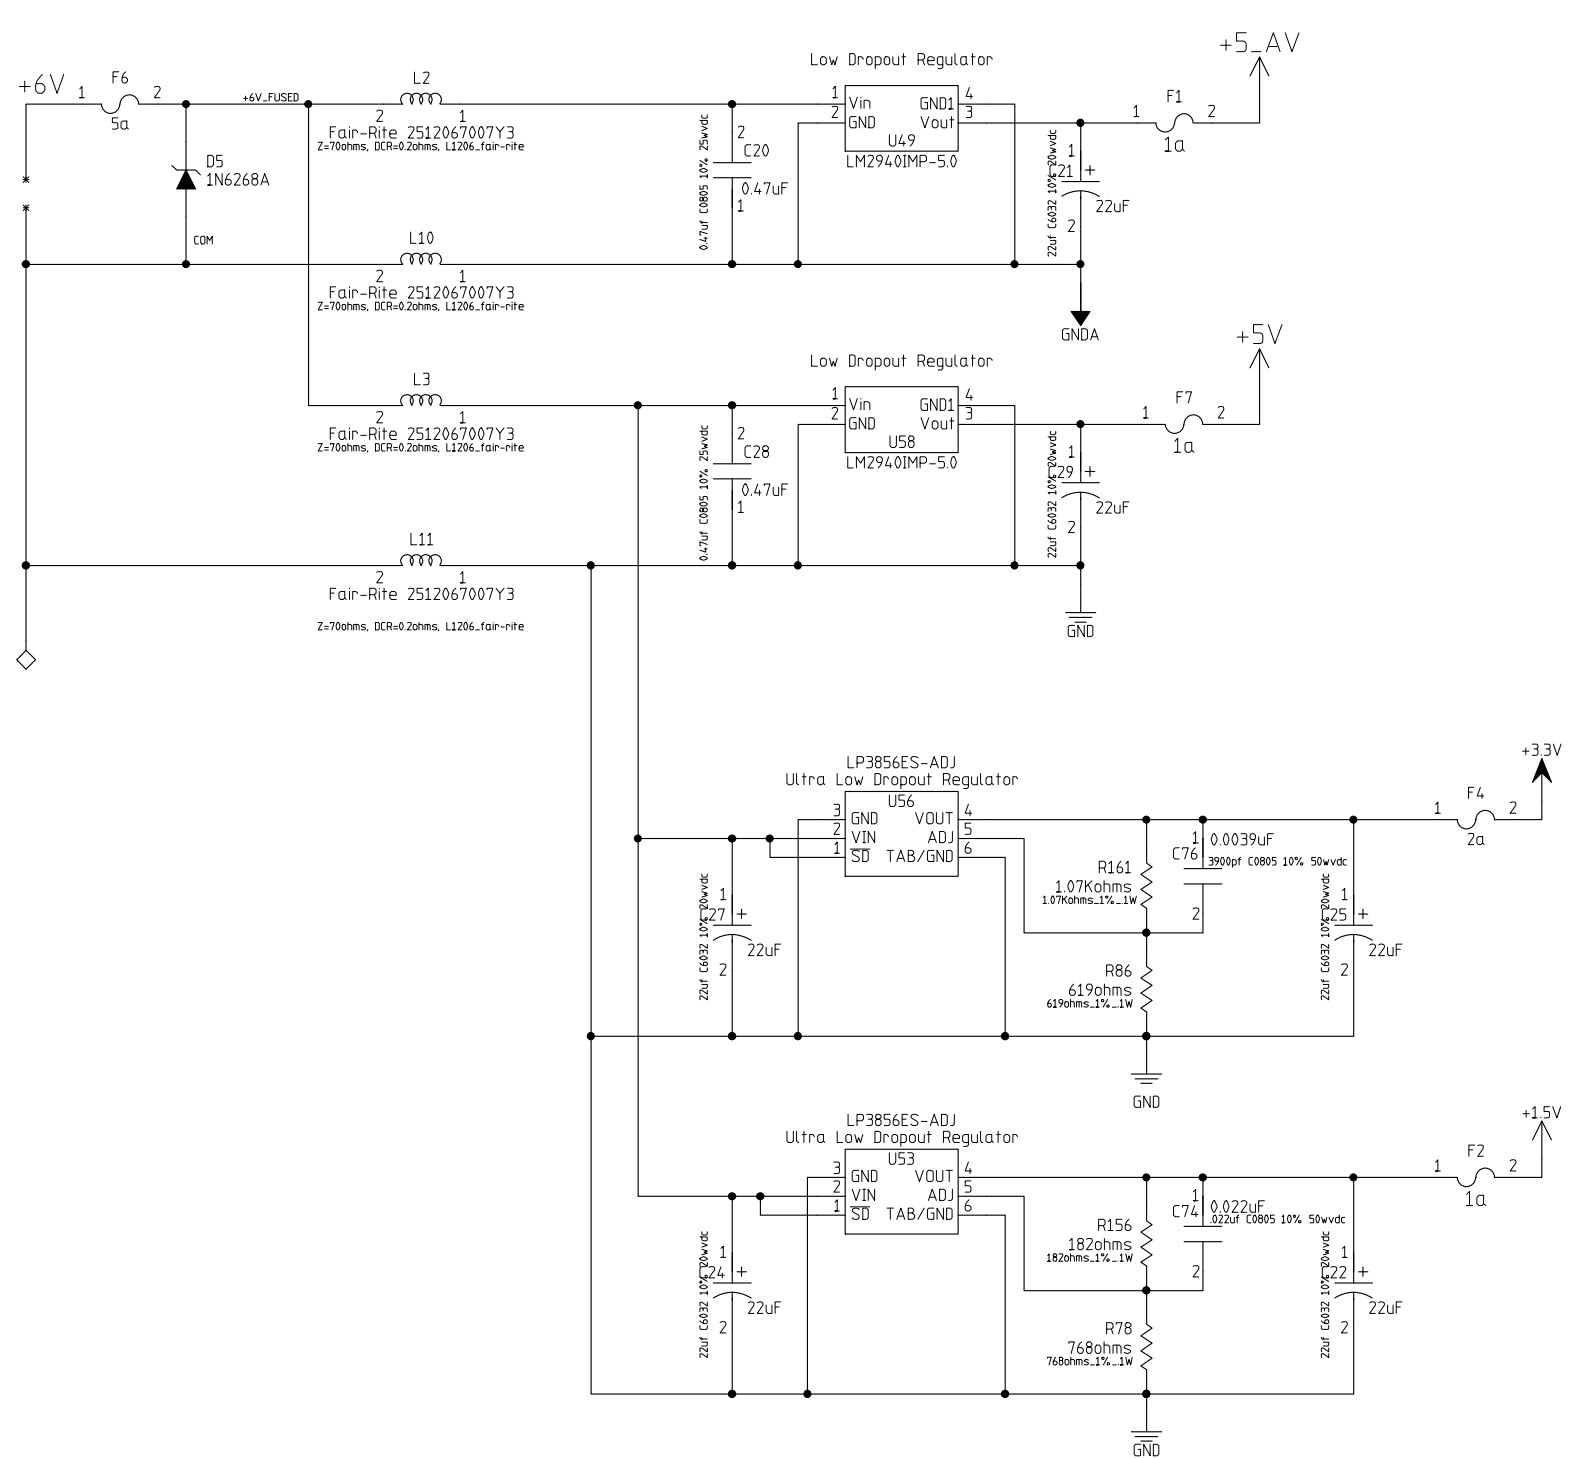 +5_AV
Low Dropout Regulator
+6V
F6
1
2
5a
+6V_FUSED
L2
2
1
Fair-Rite 2512067007Y3
Z=70ohms, DCR=0.2ohms, L1206_fair-rite
D5
1N6268A
COM
2
C20
0.47uF
1
0.47uf C0805 10% 25wvdc
1
Vin
GND1
4
2
GND
Vout
3
U49
LM2940IMP-5.0
F1
1
2
1a
1
C21
+
22uF
2
22uf C6032 10% 20wvdc
L10
2
1
Fair-Rite 2512067007Y3
Z=70ohms, DCR=0.2ohms, L1206_fair-rite
GNDA
+5V
Low Dropout Regulator
L3
2
1
Fair-Rite 2512067007Y3
Z=70ohms, DCR=0.2ohms, L1206_fair-rite
2
C28
0.47uF
1
0.47uf C0805 10% 25wvdc
1
Vin
GND1
4
2
GND
Vout
3
U58
LM2940IMP-5.0
F7
1
2
1a
1
C29
+
22uF
2
22uf C6032 10% 20wvdc
L11
2
1
Fair-Rite 2512067007Y3
Z=70ohms, DCR=0.2ohms, L1206_fair-rite
GND
+3.3V
LP3856ES-ADJ
Ultra Low Dropout Regulator
U56
3
GND
VOUT
4
2
VIN
ADJ
5
1
SD
TAB/GND
6
F4
1
2
2a
1
0.0039uF
C76
3900pf C0805 10% 50wvdc
2
R161
1.07Kohms
1.07Kohms_1%_.1W
1
C27
+
22uF
2
22uf C6032 10% 20wvdc
1
C25
+
22uF
2
22uf C6032 10% 20wvdc
R86
619ohms
619ohms_1%_.1W
GND
+1.5V
LP3856ES-ADJ
Ultra Low Dropout Regulator
U53
3
GND
VOUT
4
2
VIN
ADJ
5
1
SD
TAB/GND
6
F2
1
2
1a
1
0.022uF
C74
.022uf C0805 10% 50wvdc
2
R156
182ohms
182ohms_1%_.1W
1
C24
+
22uF
2
22uf C6032 10% 20wvdc
1
C22
+
22uF
2
22uf C6032 10% 20wvdc
R78
768ohms
768ohms_1%_.1W
GND